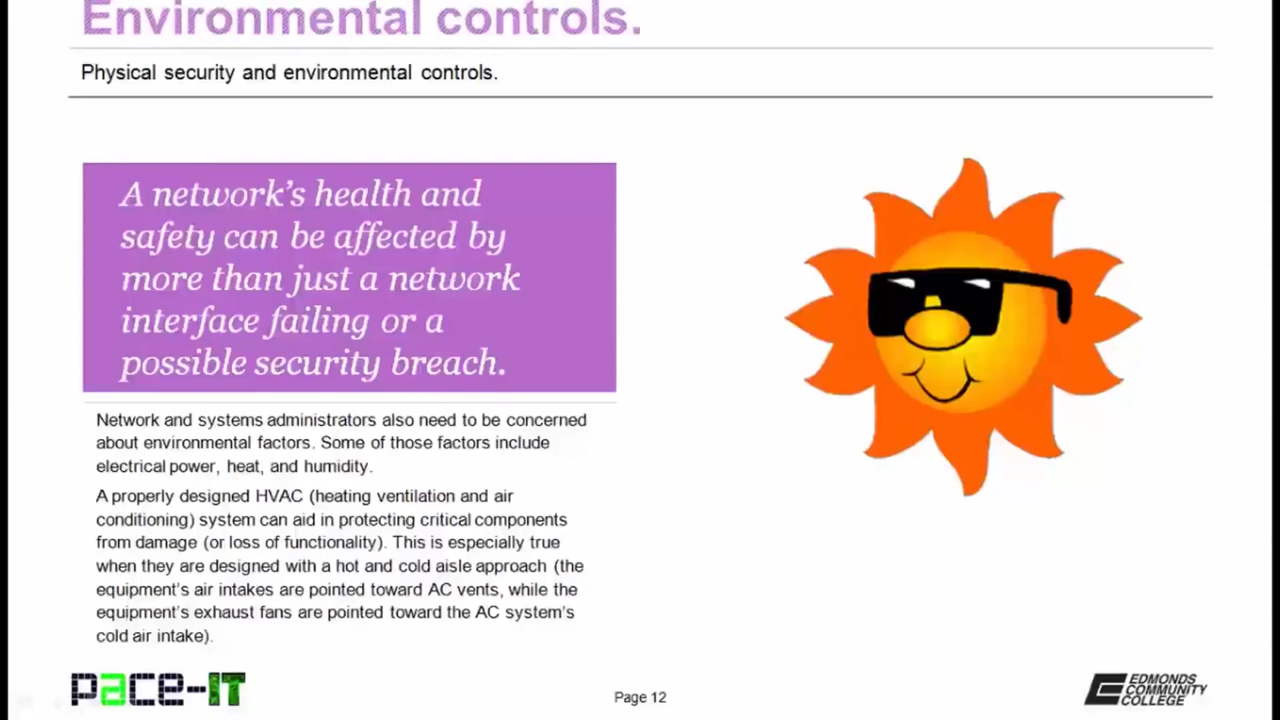 Environmental controls.
Physical security and environmental controls.
A network's health and
safety can be affected by
more than just a network
interface failing or a
possible security breach.
Network and systems administrators also need to be concerned
about environmental factors. Some of those factors include
electrical power, heat, and humidity.
A properly designed HVAC (heating ventilation and air
conditioning) system can aid in protecting critical components
from damage (or loss of functionality). This is especially true
when they are designed with a hot and cold aisle approach (the
equipment's air intakes are pointed toward AC vents, while the
equipment's exhaust fans are pointed toward the AC system's
cold air intake).
pace-IT
Page 12
EDMONDS
COMMUNITY
COLLEGE